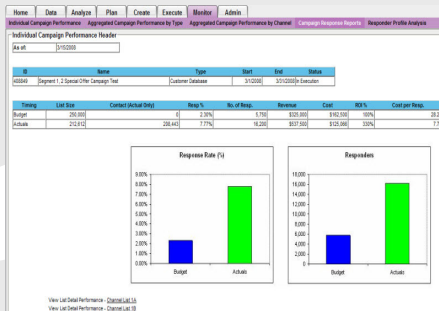 Home Data Analyze Plan Create Execute Monitor Admin
Individual Campaign Performance Aggregated Campaign Performance by Type Aggregated Campaign Performance by Channel Campaign Response Reports Responder Profile Analysis
Individual Campaign Performance Header
As of: 3/15/2008
ID Name Type Start End Status
Segment 1, 2 Special Offer Campaign Test Customer Database 3/1/2008 3/31/2008 In Execution
Timing List Size Contact (Actual Only) Resp % No. of Resp. Revenue Cost ROI % Cost per Resp.
Budget 250,000 0 2.30% 5,750 $325,000 $162,500 100% 28.2
Actuals 212,612 208,443 7.77% 16,200 $537,500 $125,000 330% 7.7
Response Rate (%)
9.00%
8.00%
7.00%
6.00%
5.00%
4.00%
3.00%
2.00%
1.00%
0.00%
Budget Actuals
Responders
18,000
16,000
14,000
12,000
10,000
8,000
6,000
4,000
2,000
0
Budget Actuals
View List Detail Performance - Channel List 1A
View List Detail Performance - Channel List 1B